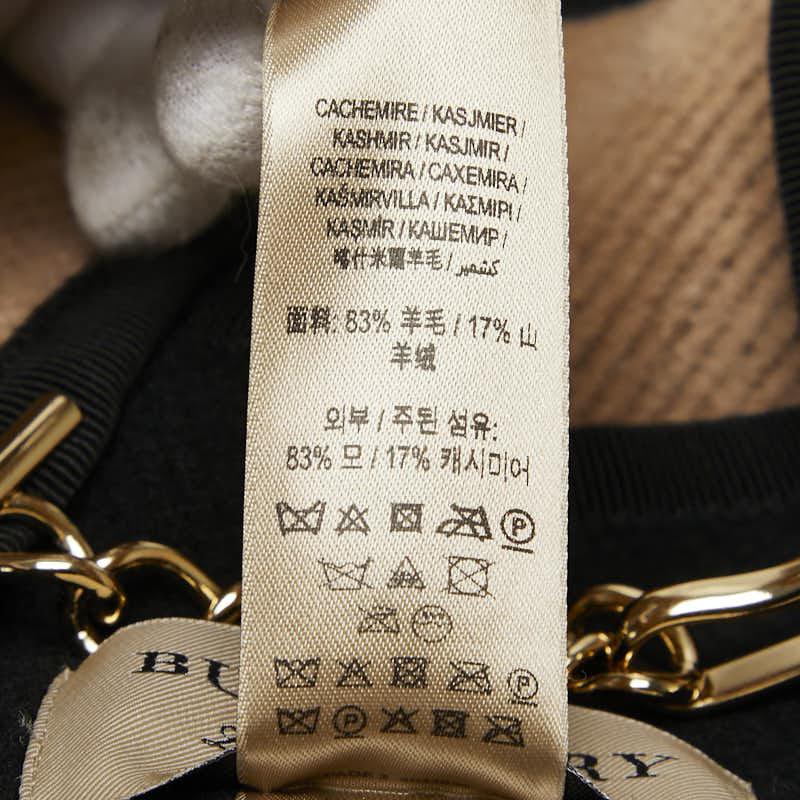 CACHEMIRE / KASJMIER /
KASHMIR / KASJMIR /
CACHEMIRA / CAXEMIRA /
KAŠMIRVILLA / ΚΑΣΜΙΡΙ /
KAŞMİR / КАШЕМИР /
喀什米爾羊毛 / كشمير
面料: 83% 羊毛 / 17% 山
羊绒
외부 / 주된 섬유:
83% 모 / 17% 캐시미어
P
P
P
BU RY